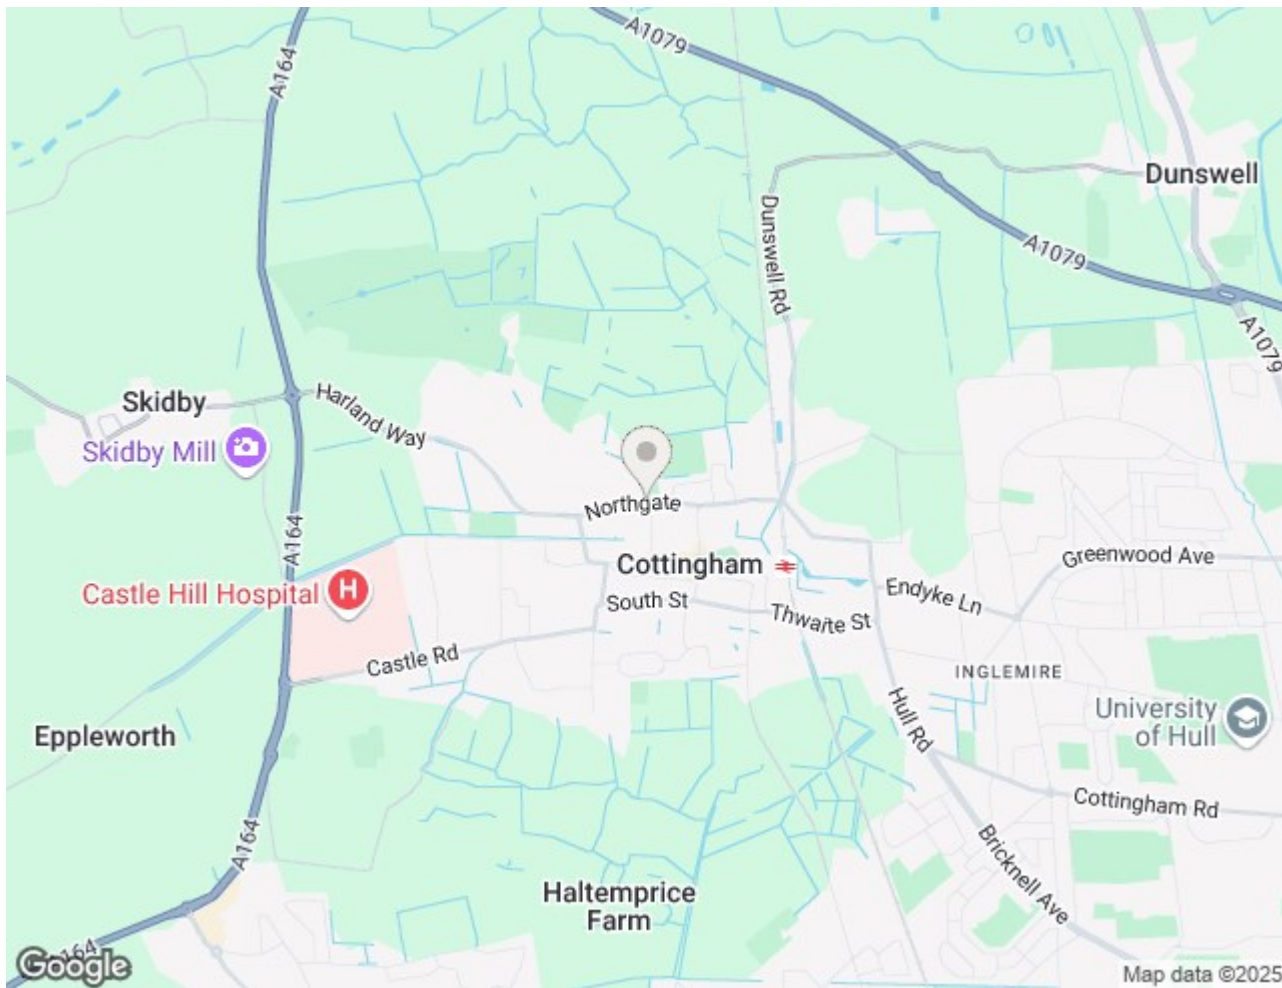 A164
A1079
Dunswell
Dunswell Rd
A1079
A1079
Skidby
Harland Way
Skidby Mill
Northgate
A164
Cottingham
Greenwood Ave
Castle Hill Hospital
H
South St
Endyke Ln
Thwaite St
Castle Rd
INGLEMIRE
Hull Rd
University
of Hull
Eppleworth
Cottingham Rd
A164
Bricknell Ave
Haltemprice
Farm
A164
Google
Map data ©2025